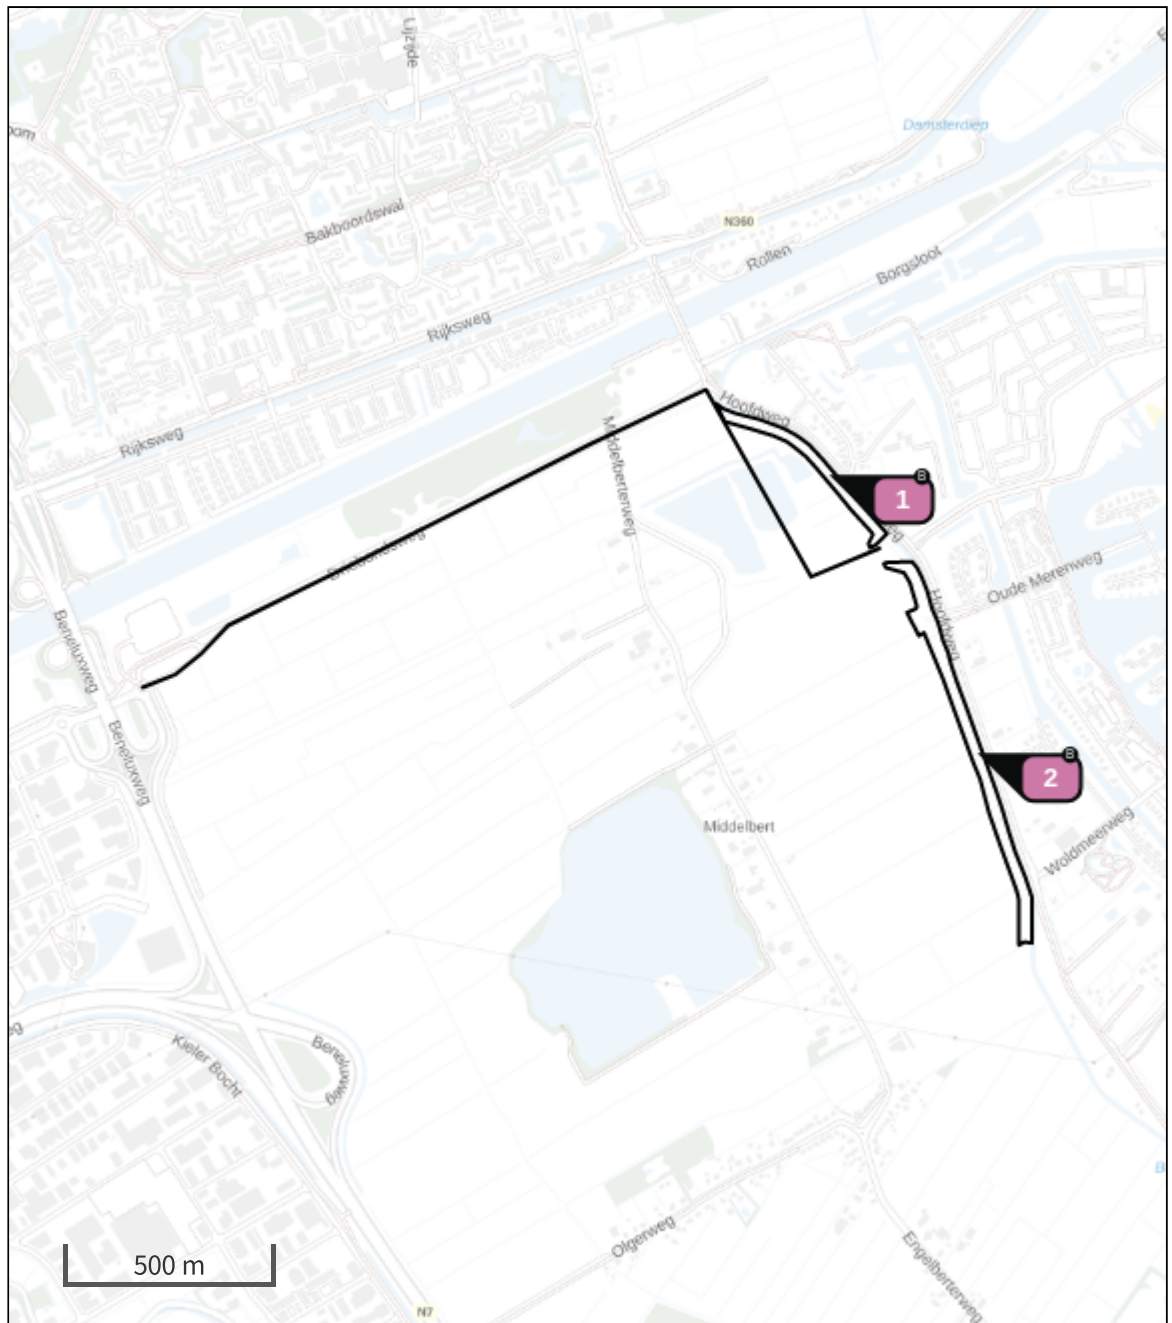 Lijzijde
Damsterdiep
Bakboordswal
N360
Rollen
Borgsloot
Rijksweg
Hoofdweg
Rijksweg
Middelberterweg
B
1
Oude Merenweg
Beneluxweg
Hoofdweg
Beneluxweg
B
2
Middelbert
Woldmeerweg
Kieler Bocht
Beneluxweg
Olgerweg
Engelberterweg
500 m
N7